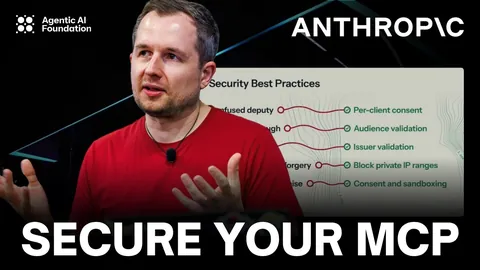 Agentic AI
Foundation
ANTHROP\C
Security Best Practices
deputy Per-client consent
Audience validation
Issuer validation
Block private IP ranges
Consent and sandboxing
SECURE YOUR MCP